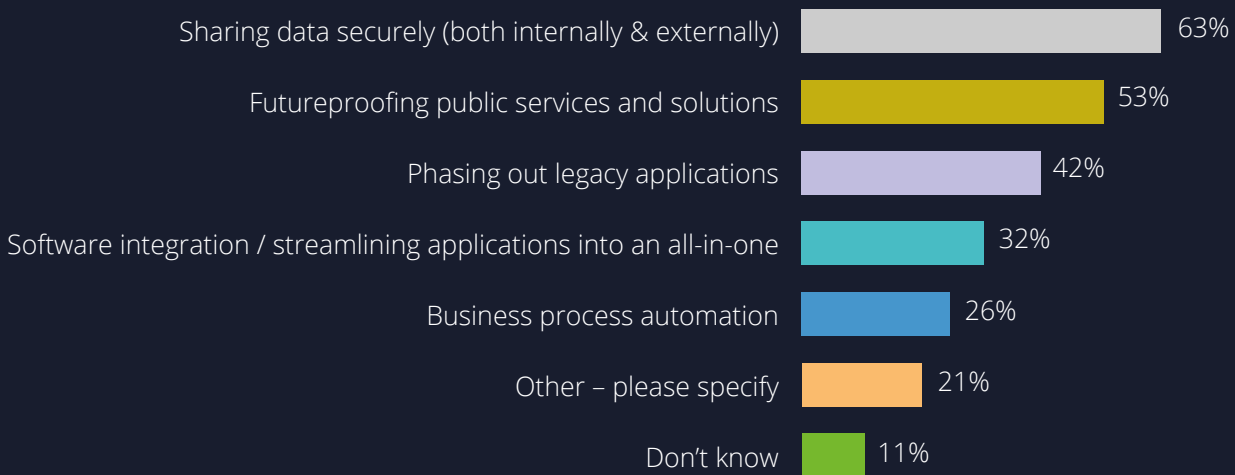 Sharing data securely (both internally & externally) 63%
Futureproofing public services and solutions 53%
Phasing out legacy applications 42%
Software integration / streamlining applications into an all-in-one 32%
Business process automation 26%
Other – please specify 21%
Don’t know 11%